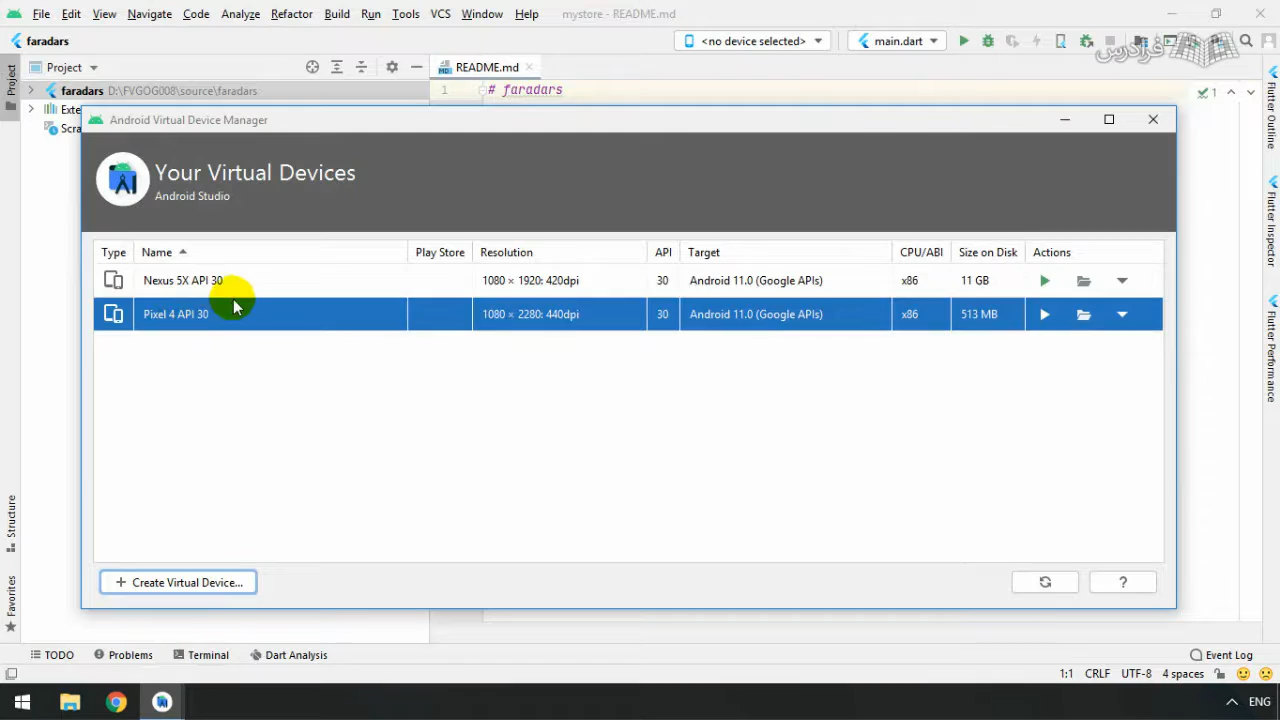 File Edit View Navigate Code Analyze Refactor Build Run Tools VCS Window Help mystore - README.md
faradars <no device selected> main.dart
فرادرس
Project README.md
Project
faradars D:\FVGOG008\source\faradars 1 # faradars 1
Exte
Scra
Android Virtual Device Manager
Your Virtual Devices
Android Studio
Type Name Play Store Resolution API Target CPU/ABI Size on Disk Actions
Nexus 5X API 30 1080 × 1920: 420dpi 30 Android 11.0 (Google APIs) x86 11 GB
Pixel 4 API 30 1080 × 2280: 440dpi 30 Android 11.0 (Google APIs) x86 513 MB
+ Create Virtual Device... ?
Flutter Outline
Flutter Inspector
Flutter Performance
Structure
Favorites
TODO Problems Terminal Dart Analysis Event Log
1:1 CRLF UTF-8 4 spaces
ENG